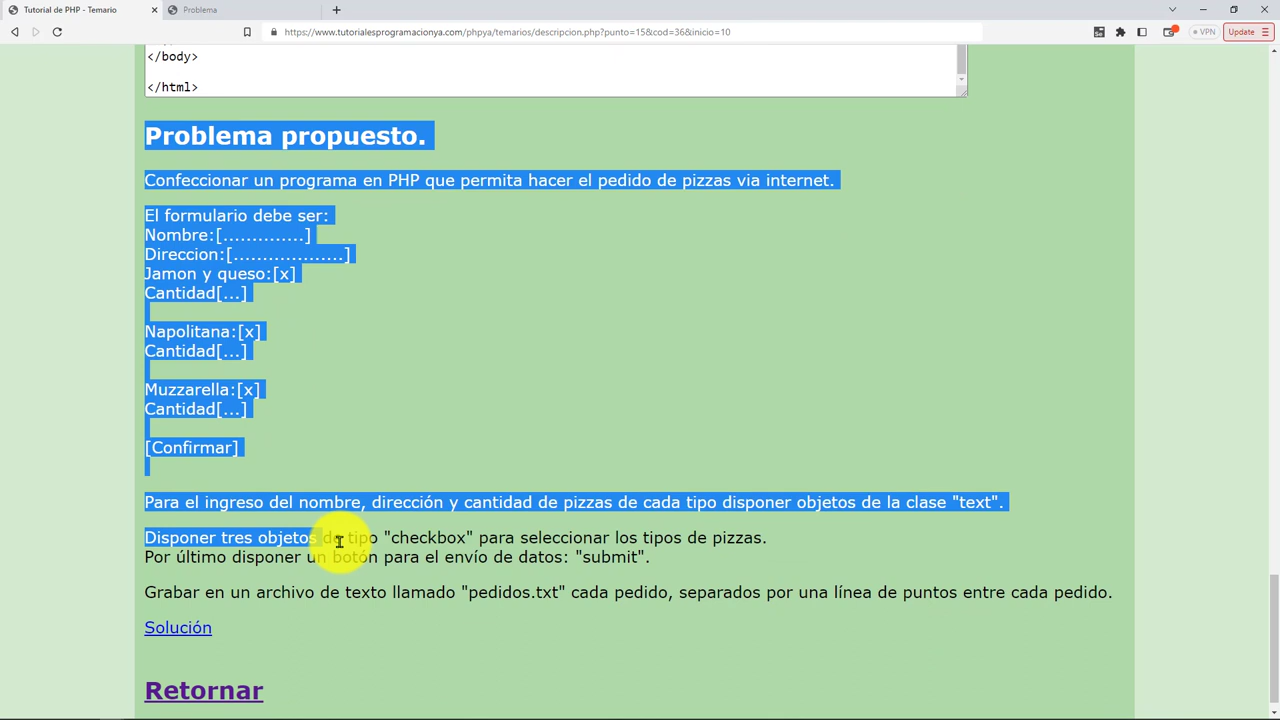 Tutorial de PHP - Temario
Problema
https://www.tutorialesprogramacionya.com/phpya/temarios/descripcion.php?punto=15&cod=36&inicio=10
VPN
Update
</body>
</html>
Problema propuesto.
Confeccionar un programa en PHP que permita hacer el pedido de pizzas via internet.
El formulario debe ser:
Nombre:[..............]
Direccion:[....................]
Jamon y queso:[x]
Cantidad[...]
Napolitana:[x]
Cantidad[...]
Muzzarella:[x]
Cantidad[...]
[Confirmar]
Para el ingreso del nombre, dirección y cantidad de pizzas de cada tipo disponer objetos de la clase "text".
Disponer tres objetos de tipo "checkbox" para seleccionar los tipos de pizzas.
Por último disponer un botón para el envío de datos: "submit".
Grabar en un archivo de texto llamado "pedidos.txt" cada pedido, separados por una línea de puntos entre cada pedido.
Solución
Retornar